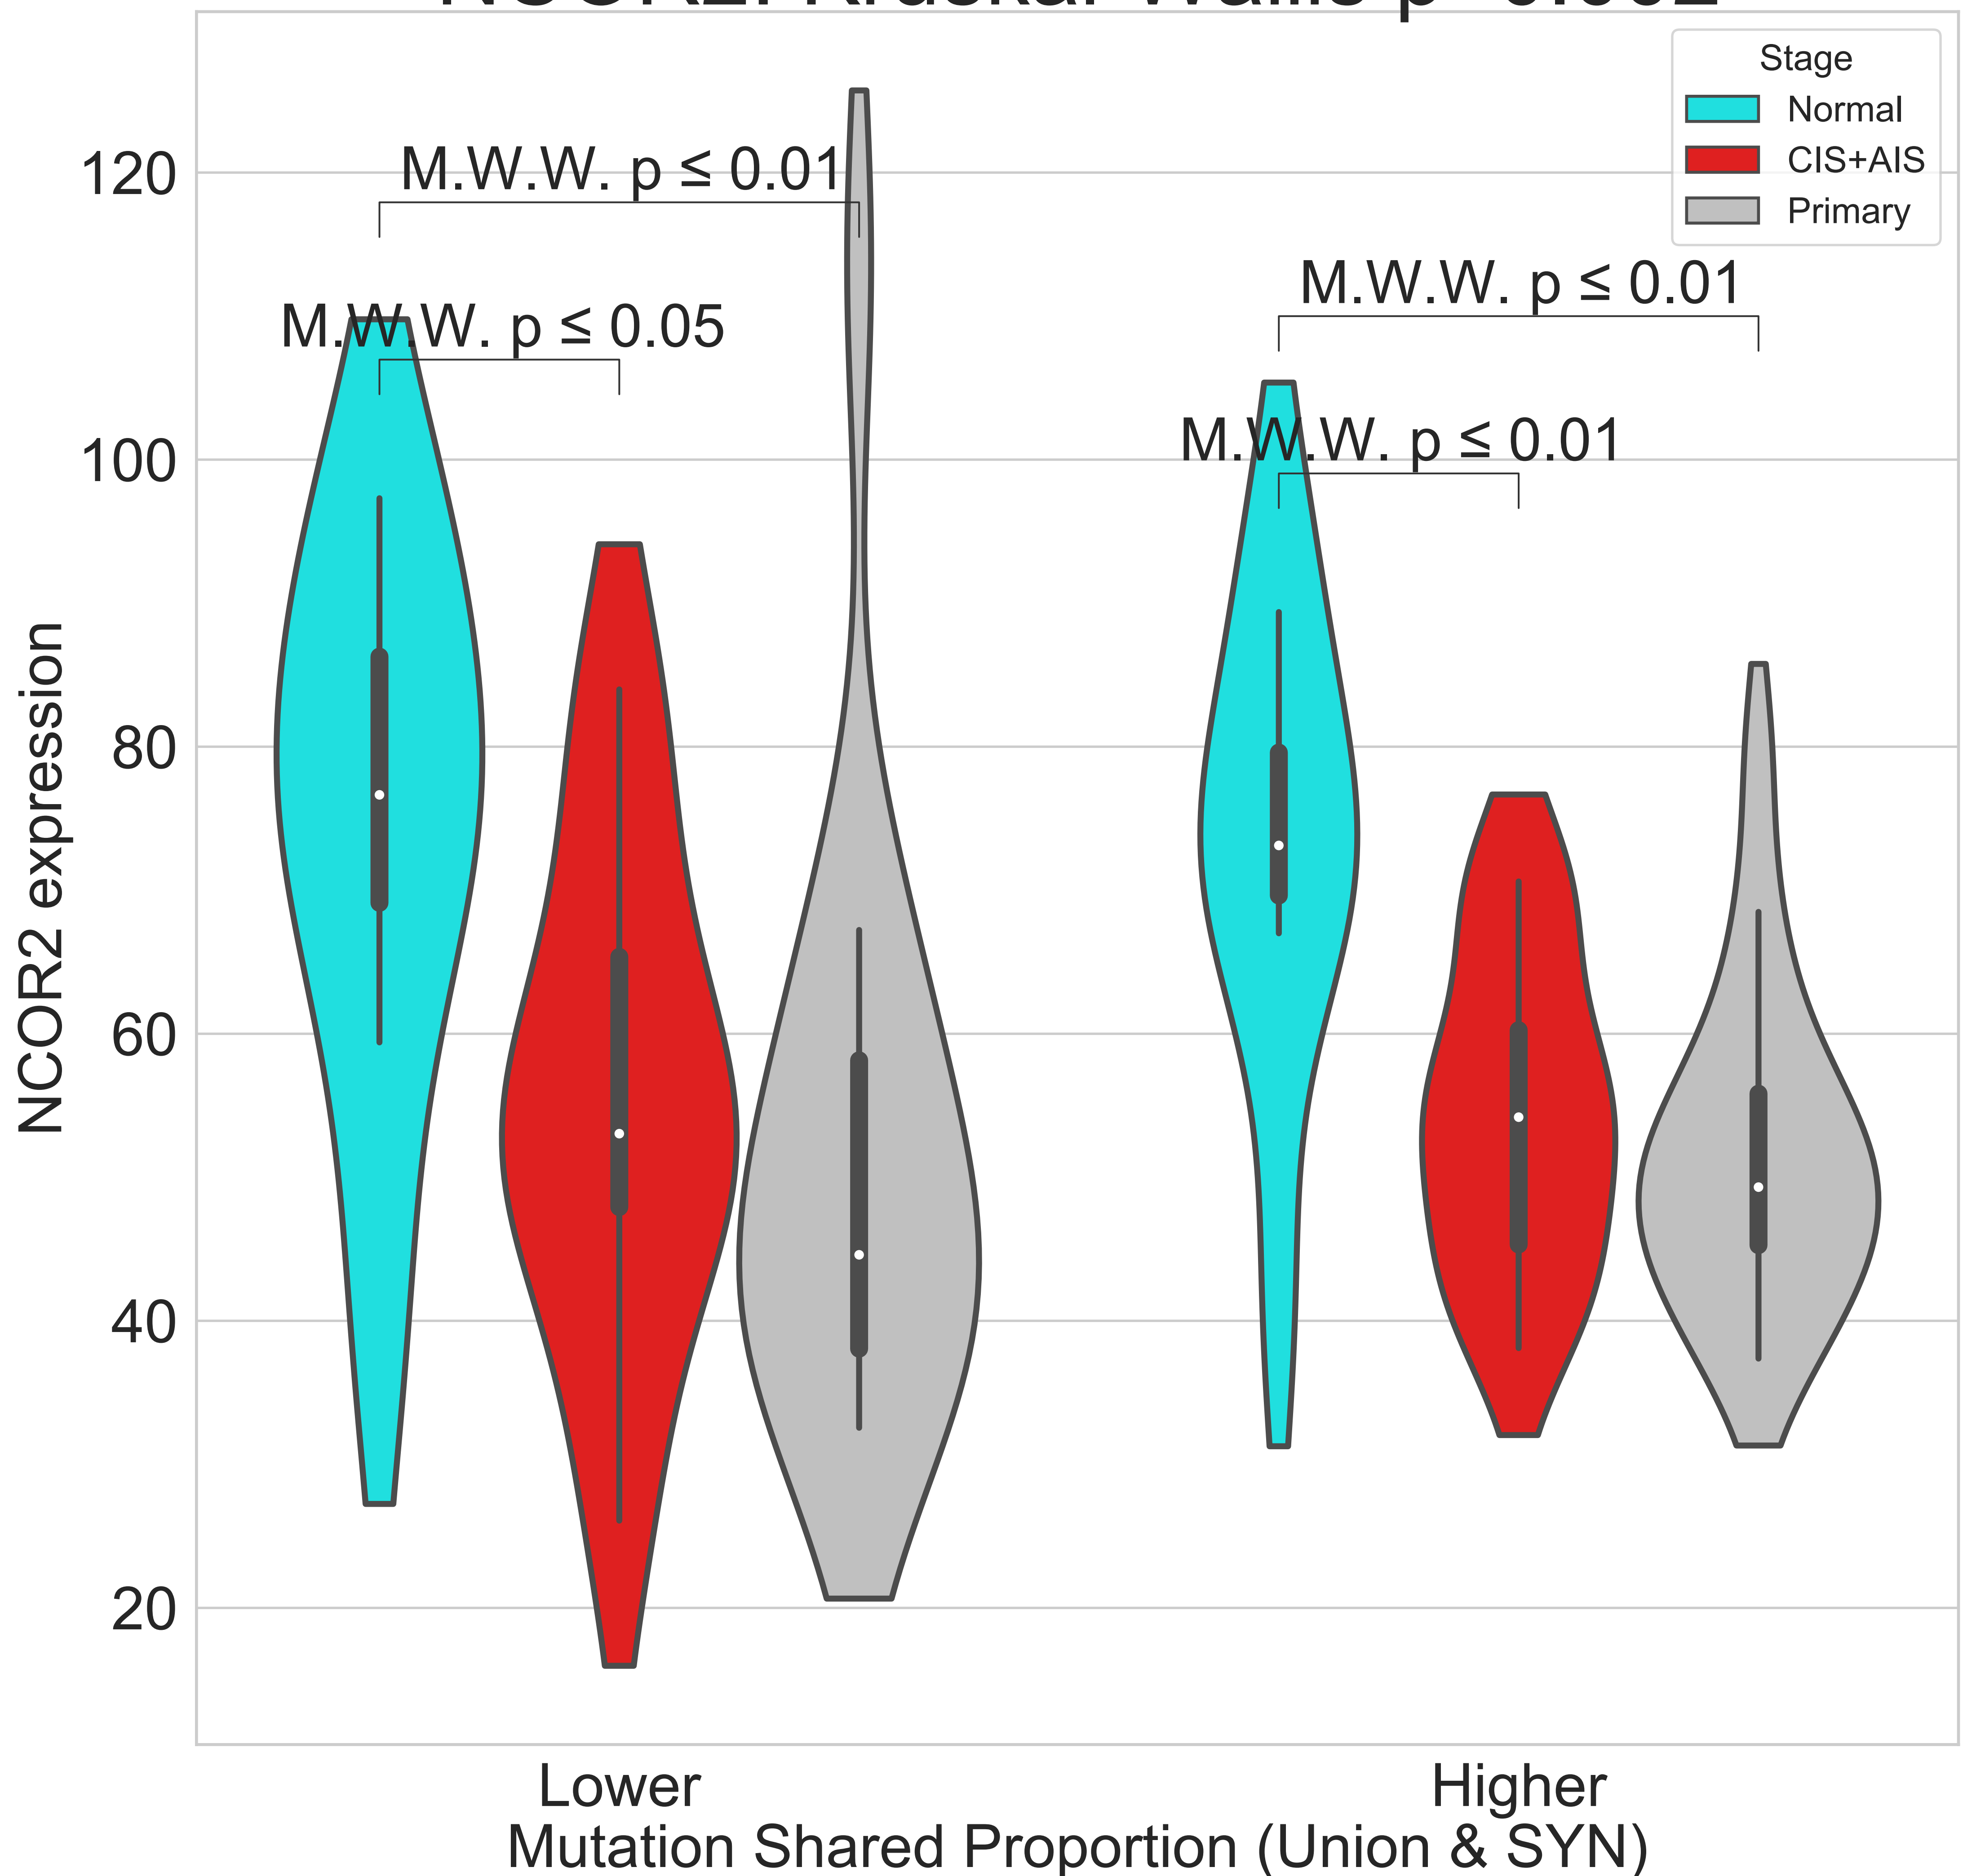 Stage
Normal
CIS+AIS
Primary
M.W.W. p ≤ 0.01
M.W.W. p ≤ 0.05
M.W.W. p ≤ 0.01
M.W.W. p ≤ 0.01
120
100
80
60
40
20
NCOR2 expression
Lower
Higher
Mutation Shared Proportion (Union & SYN)